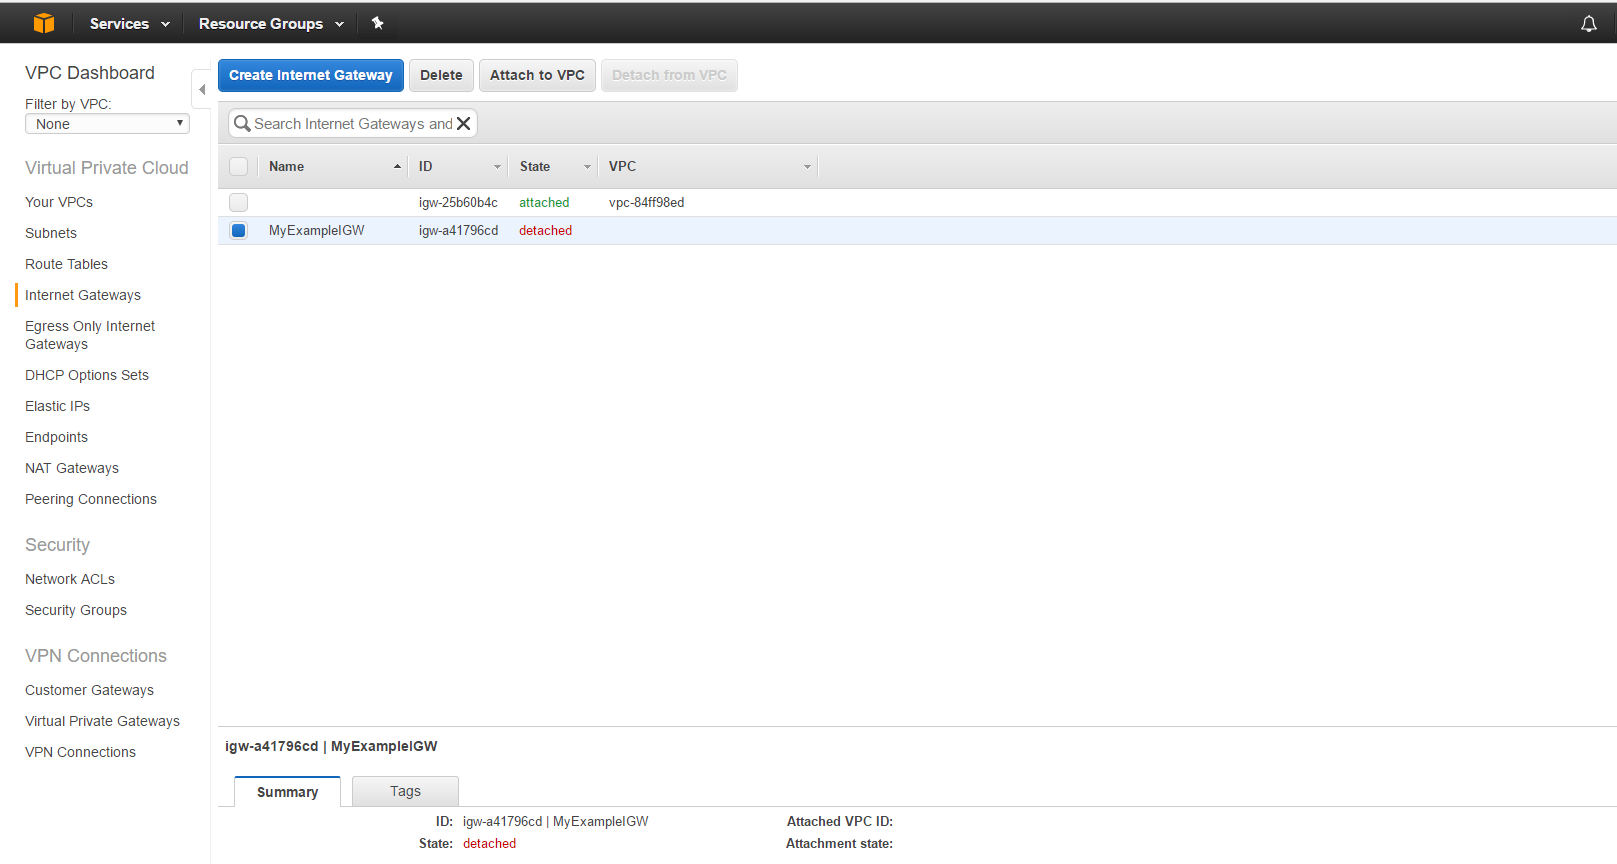 Services
Resource Groups
VPC Dashboard
Filter by VPC:
None
Virtual Private Cloud
Your VPCs
Subnets
Route Tables
Internet Gateways
Egress Only Internet
Gateways
DHCP Options Sets
Elastic IPs
Endpoints
NAT Gateways
Peering Connections
Security
Network ACLs
Security Groups
VPN Connections
Customer Gateways
Virtual Private Gateways
VPN Connections
Create Internet Gateway Delete Attach to VPC Detach from VPC
Search Internet Gateways and
Name ID State VPC
igw-25b60b4c attached vpc-84ff98ed
MyExampleIGW igw-a41796cd detached
igw-a41796cd | MyExampleIGW
Summary Tags
ID: igw-a41796cd | MyExampleIGW Attached VPC ID:
State: detached Attachment state: